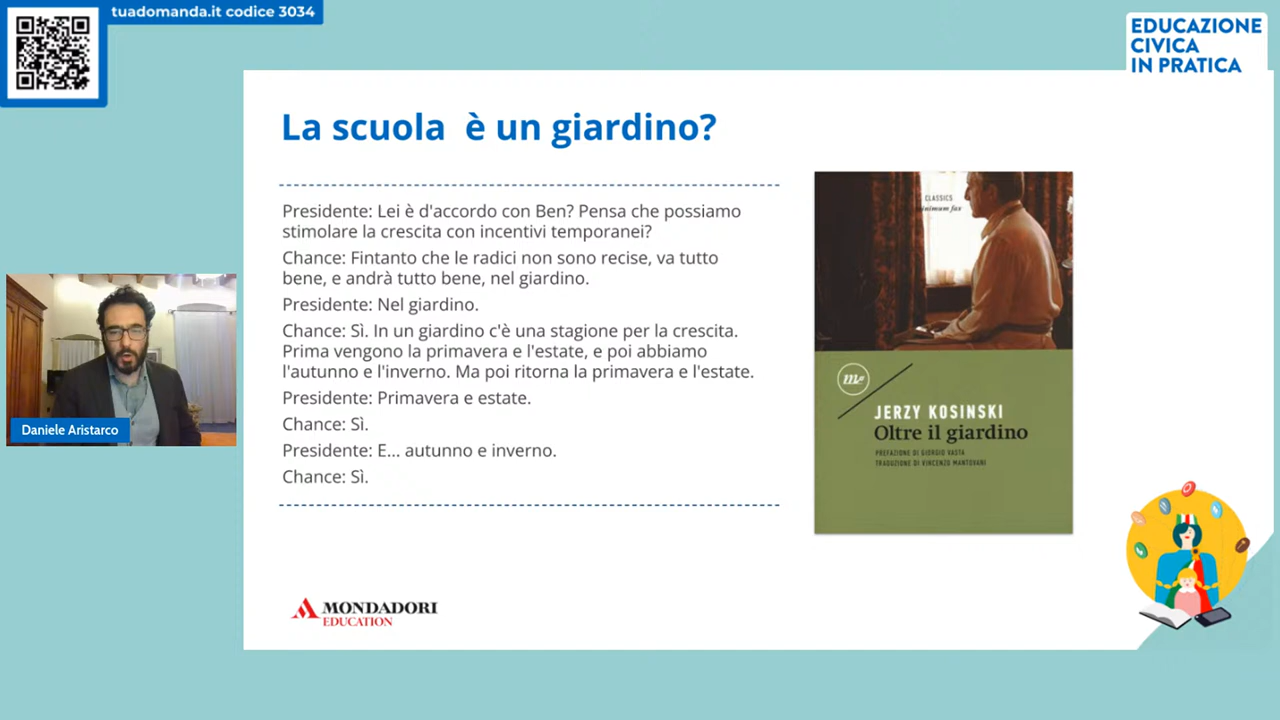 tuadomanda.it codice 3034
EDUCAZIONE
CIVICA
IN PRATICA
La scuola è un giardino?
Presidente: Lei è d'accordo con Ben? Pensa che possiamo
stimolare la crescita con incentivi temporanei?
Chance: Fintanto che le radici non sono recise, va tutto
bene, e andrà tutto bene, nel giardino.
Presidente: Nel giardino.
Chance: Sì. In un giardino c'è una stagione per la crescita.
Prima vengono la primavera e l'estate, e poi abbiamo
l'autunno e l'inverno. Ma poi ritorna la primavera e l'estate.
Presidente: Primavera e estate.
Chance: Sì.
Presidente: E... autunno e inverno.
Chance: Sì.
CLASSICS
minimum fax
mf
JERZY KOSINSKI
Oltre il giardino
PREFAZIONE DI GIORGIO VASTA
TRADUZIONE DI VINCENZO MANTOVANI
Daniele Aristarco
MONDADORI
EDUCATION